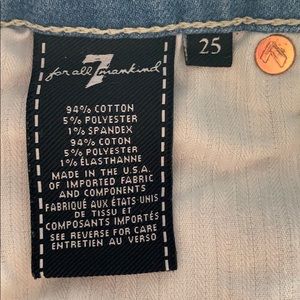 7
for all mankind
25
94% COTTON
5% POLYESTER
1% SPANDEX
94% COTON
5% POLYESTER
1% ÉLASTHANNE
MADE IN THE U.S.A.
OF IMPORTED FABRIC
AND COMPONENTS
FABRIQUÉ AUX ÉTATS-UNIS
DE TISSU ET
COMPOSANTS IMPORTÉS
SEE REVERSE FOR CARE
ENTRETIEN AU VERSO